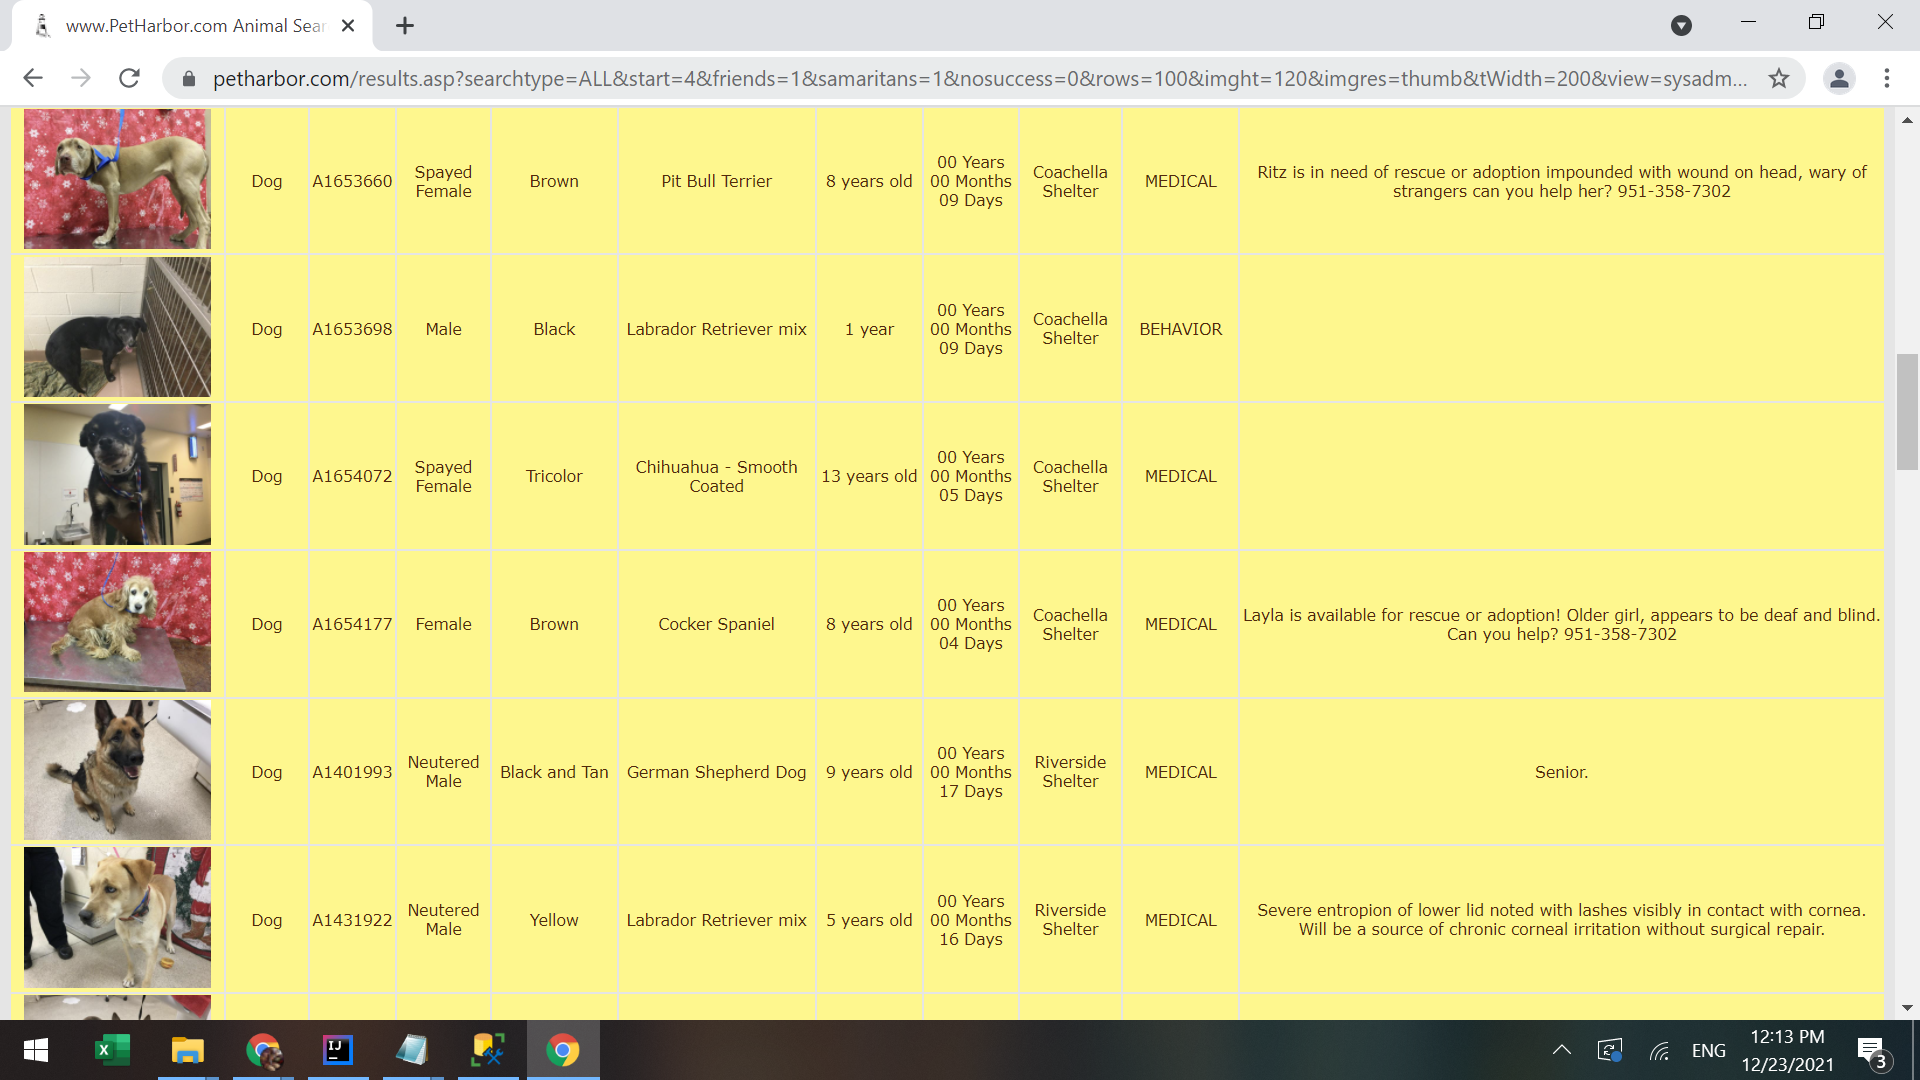 www.PetHarbor.com Animal Sear
petharbor.com/results.asp?searchtype=ALL&start=4&friends=1&samaritans=1&nosuccess=0&rows=100&imght=120&imgres=thumb&tWidth=200&view=sysadm...
Dog
A1653660
Spayed
Female
Brown
Pit Bull Terrier
8 years old
00 Years
00 Months
09 Days
Coachella
Shelter
MEDICAL
Ritz is in need of rescue or adoption impounded with wound on head, wary of
strangers can you help her? 951-358-7302
Dog
A1653698
Male
Black
Labrador Retriever mix
1 year
00 Years
00 Months
09 Days
Coachella
Shelter
BEHAVIOR
Dog
A1654072
Spayed
Female
Tricolor
Chihuahua - Smooth
Coated
13 years old
00 Years
00 Months
05 Days
Coachella
Shelter
MEDICAL
Dog
A1654177
Female
Brown
Cocker Spaniel
8 years old
00 Years
00 Months
04 Days
Coachella
Shelter
MEDICAL
Layla is available for rescue or adoption! Older girl, appears to be deaf and blind.
Can you help? 951-358-7302
Dog
A1401993
Neutered
Male
Black and Tan
German Shepherd Dog
9 years old
00 Years
00 Months
17 Days
Riverside
Shelter
MEDICAL
Senior.
Dog
A1431922
Neutered
Male
Yellow
Labrador Retriever mix
5 years old
00 Years
00 Months
16 Days
Riverside
Shelter
MEDICAL
Severe entropion of lower lid noted with lashes visibly in contact with cornea.
Will be a source of chronic corneal irritation without surgical repair.
X
IJ
ENG
12:13 PM
12/23/2021
3